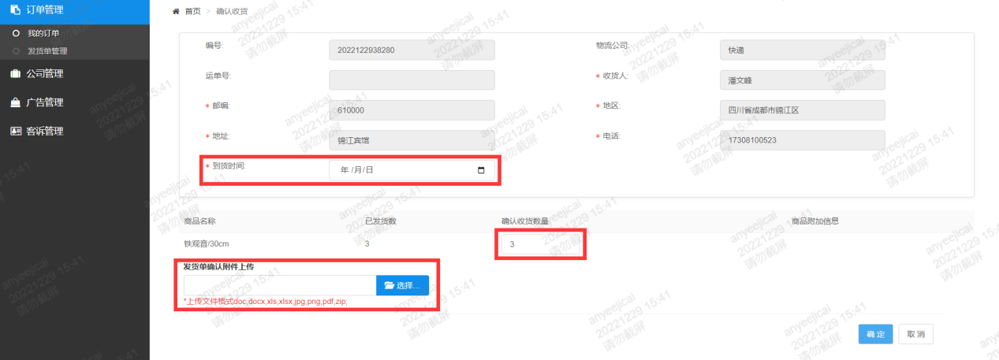 订单管理
我的订单
发货单管理
公司管理
广告管理
客诉管理
首页 > 确认收货
编号: 2022122938280 物流公司: 快递
运单号: * 收货人: 潘文峰
* 邮编: 610000 * 地区: 四川省成都市锦江区
* 地址: 锦江宾馆 * 电话: 17308100523
* 到货时间: 年 /月/日
商品名称 已发货数 确认收货数量 商品附加信息
铁观音/30cm 3 3
发货单确认附件上传
选择...
*上传文件格式doc,docx,xls,xlsx,jpg,png,pdf,zip;
确定 取消
anyeejicai
20221229 15:41
请勿截屏